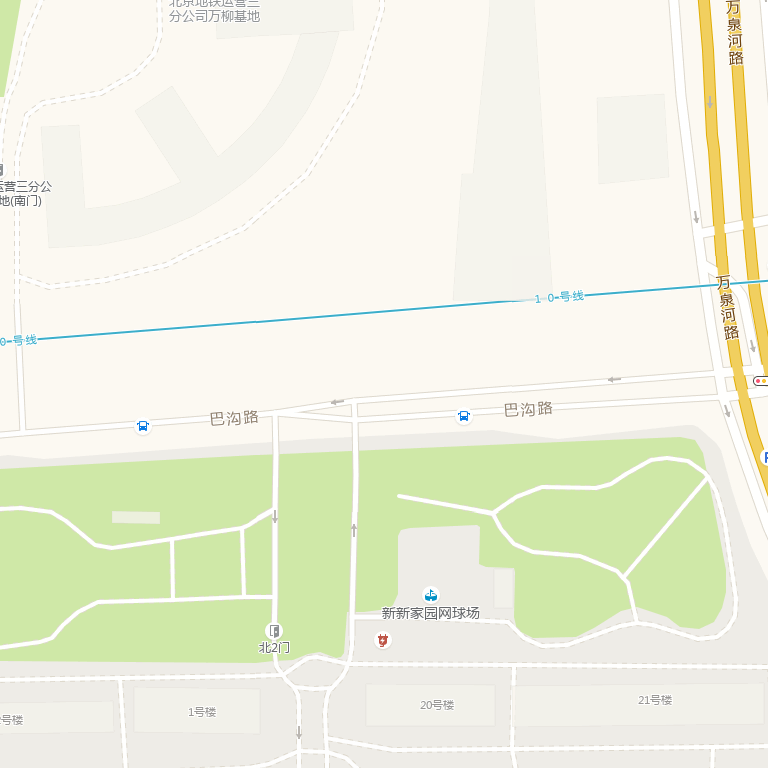 北京地铁运营三
分公司万柳基地
万泉河路
运营三分公
地(南门)
10号线
万泉河路
0号线
巴沟路
巴沟路
新新家园网球场
北2门
1号楼
20号楼
21号楼
号楼